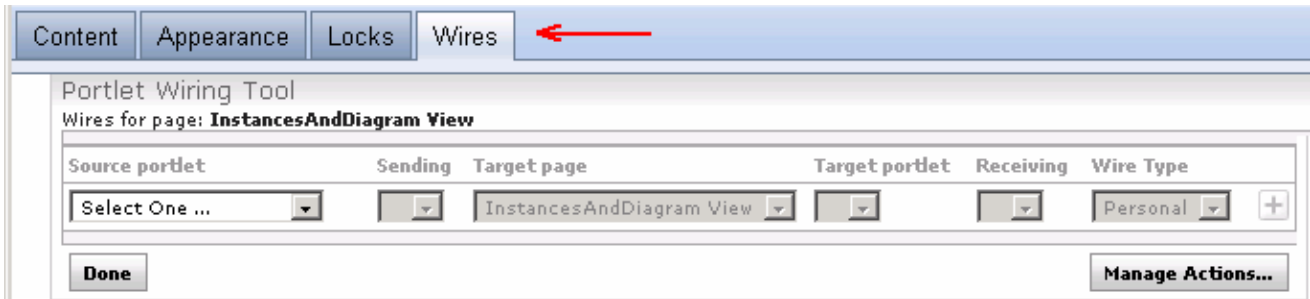 Content Appearance Locks Wires
Portlet Wiring Tool
Wires for page: InstancesAndDiagram View
Source portlet Sending Target page Target portlet Receiving Wire Type
Select One ... InstancesAndDiagram View Personal +
Done Manage Actions...